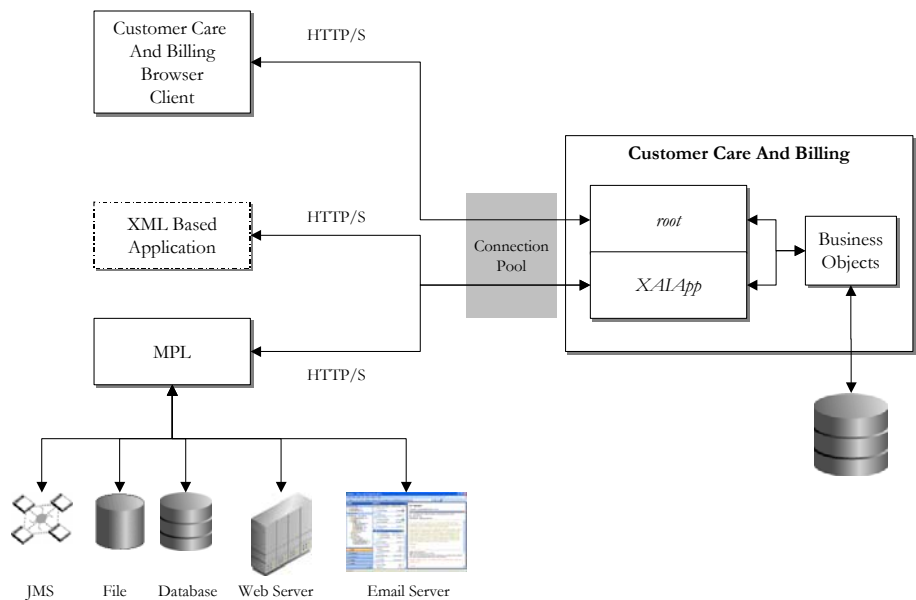 Customer Care
And Billing
Browser
Client
HTTP/S
Customer Care And Billing
XML Based
Application
HTTP/S
Connection
Pool
root
XAIApp
Business
Objects
MPL
HTTP/S
JMS
File
Database
Web Server
Email Server